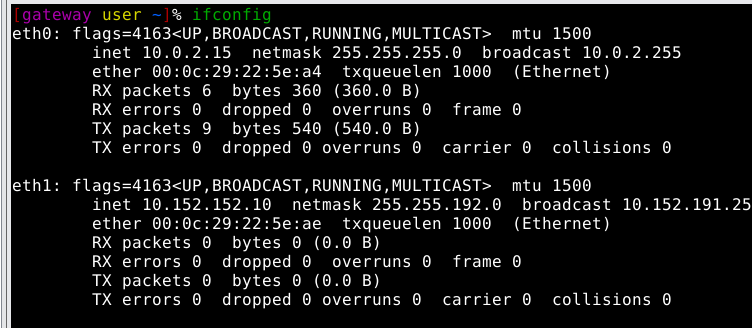 [gateway user ~]% ifconfig
eth0: flags=4163<UP,BROADCAST,RUNNING,MULTICAST>  mtu 1500
        inet 10.0.2.15  netmask 255.255.255.0  broadcast 10.0.2.255
        ether 00:0c:29:22:5e:a4  txqueuelen 1000  (Ethernet)
        RX packets 6  bytes 360 (360.0 B)
        RX errors 0  dropped 0  overruns 0  frame 0
        TX packets 9  bytes 540 (540.0 B)
        TX errors 0  dropped 0 overruns 0  carrier 0  collisions 0

eth1: flags=4163<UP,BROADCAST,RUNNING,MULTICAST>  mtu 1500
        inet 10.152.152.10  netmask 255.255.192.0  broadcast 10.152.191.25
        ether 00:0c:29:22:5e:ae  txqueuelen 1000  (Ethernet)
        RX packets 0  bytes 0 (0.0 B)
        RX errors 0  dropped 0  overruns 0  frame 0
        TX packets 0  bytes 0 (0.0 B)
        TX errors 0  dropped 0 overruns 0  carrier 0  collisions 0